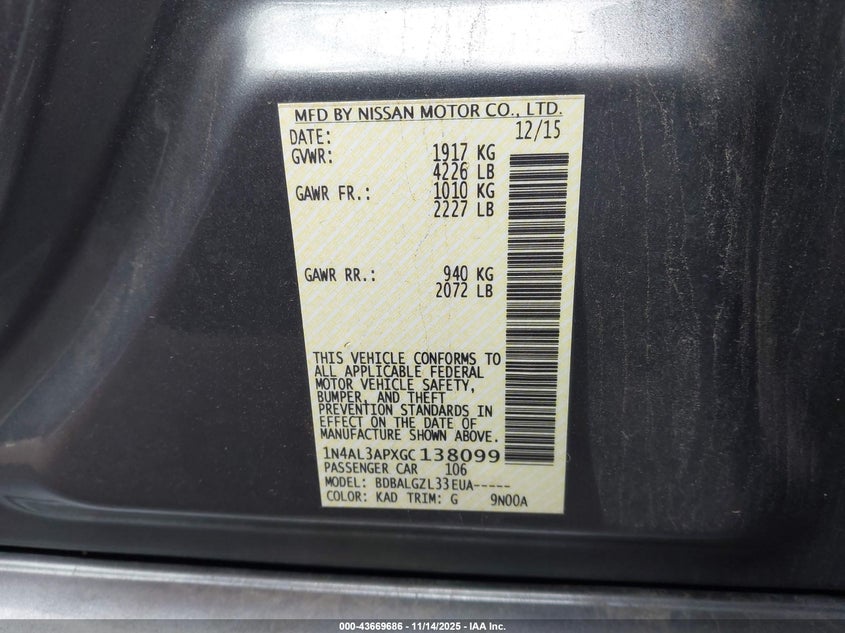 MFD BY NISSAN MOTOR CO., LTD.
DATE: 12/15
GVWR: 1917 KG
4226 LB
GAWR FR.: 1010 KG
2227 LB
GAWR RR.: 940 KG
2072 LB
THIS VEHICLE CONFORMS TO
ALL APPLICABLE FEDERAL
MOTOR VEHICLE SAFETY,
BUMPER, AND THEFT
PREVENTION STANDARDS IN
EFFECT ON THE DATE OF
MANUFACTURE SHOWN ABOVE.
1N4AL3APXGC138099
PASSENGER CAR 106
MODEL: BDBALGZL33EUA-----
COLOR: KAD TRIM: G 9N00A
000-43669686 - 11/14/2025 - IAA Inc.